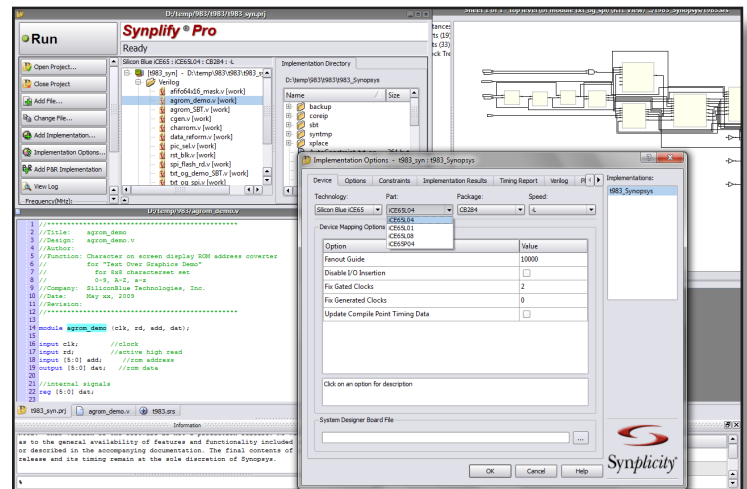 D:/temp/983/t983/t983_syn.prj
Run
Synplify ® Pro
Ready
Open Project...
Close Project
Add File...
Change File...
Add Implementation...
Implementation Options...
Add P&R Implementation
View Log
Frequency(MHz):
Silicon Blue iCE65 : iCE65L04 : CB284 : -L
[t983_syn] - D:\temp\983\t983\t983_s
Verilog
afifo64x16_mask.v [work]
agrom_demo.v [work]
agrom_SBT.v [work]
cgen.v [work]
charrom.v [work]
data_reform.v [work]
pic_sel.v [work]
rst_blk.v [work]
spi_flash_rd.v [work]
txt_og_demo_SBT.v [work]
txt_og_spi.v [work]
Implementation Directory
D:\temp\983\t983\t983_Synopsys
Name
Size
backup
coreip
sbt
syntmp
xplace
D:/temp/983/agrom_demo.v
1 //**********************************************
2 //Title: agrom_demo
3 //Design: agrom_demo.v
4 //Author:
5 //Function: Character on screen display ROM address coverter
6 // for "Text Over Graphics Demo"
7 // for 8x8 characterset set
8 // 0-9, A-Z, a-z
9 //Company: SiliconBlue Technologies, Inc.
10 //Date: May xx, 2009
11 //Revision:
12 //**********************************************
13
14 module agrom_demo (clk, rd, add, dat);
15
16 input clk; //clock
17 input rd; //active high read
18 input [5:0] add; //rom address
19 output [5:0] dat; //rom data
20
21 //internal signals
22 reg [5:0] dat;
23
t983_syn.prj
agrom_demo.v
t983.srs
Information
as to the general availability of features and functionality included
or described in the accompanying documentation. The final contents of
release and its timing remain at the sole discretion of Synopsys.
%
Implementation Options - t983_syn : t983_Synopsys
Device
Options
Constraints
Implementation Results
Timing Report
Verilog
Technology:
Part:
Package:
Speed:
Silicon Blue iCE65
iCE65L04
CB284
-L
iCE65L04
iCE65L01
iCE65L08
iCE65P04
Device Mapping Options
Option
Value
Fanout Guide
10000
Disable I/O Insertion
Fix Gated Clocks
2
Fix Generated Clocks
0
Update Compile Point Timing Data
Click on an option for description
System Designer Board File
...
OK
Cancel
Help
Implementations:
t983_Synopsys
Synplicity®